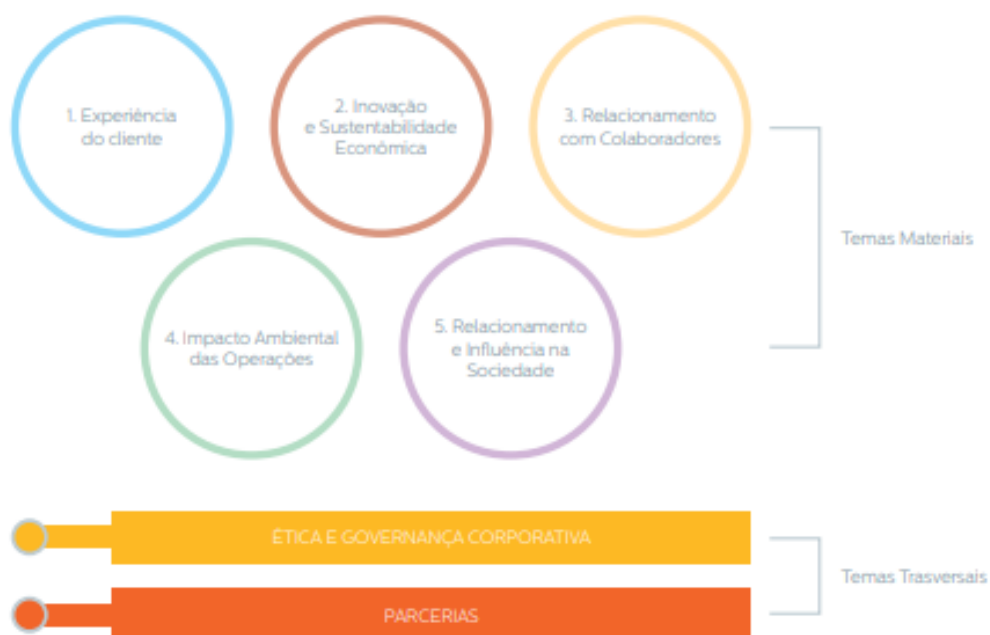 1. Experiência
do cliente
2. Inovação
e Sustentabilidade
Econômica
3. Relacionamento
com Colaboradores
Temas Materiais
4. Impacto Ambiental
das Operações
5. Relacionamento
e Influência na
Sociedade
ÉTICA E GOVERNANÇA CORPORATIVA
Temas Trasversais
PARCERIAS